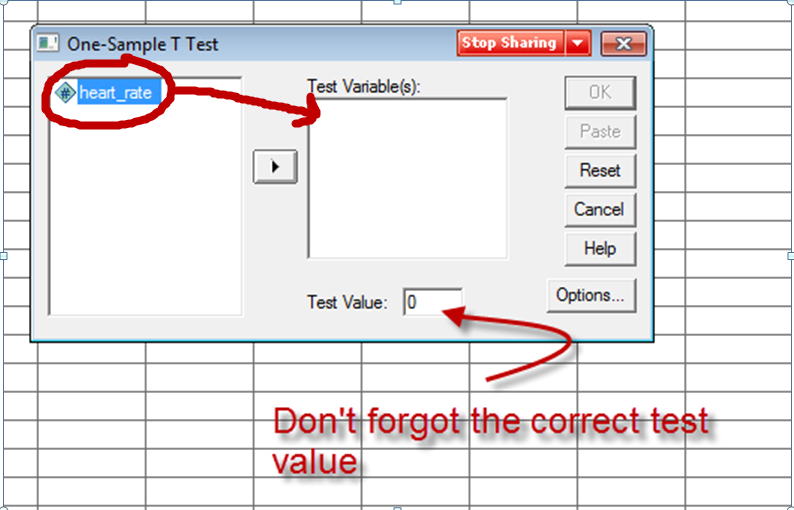 One-Sample T Test
Stop Sharing
heart_rate
Test Variable(s):
OK
Paste
Reset
Cancel
Help
Test Value: 0
Options...
Don't forgot the correct test
value